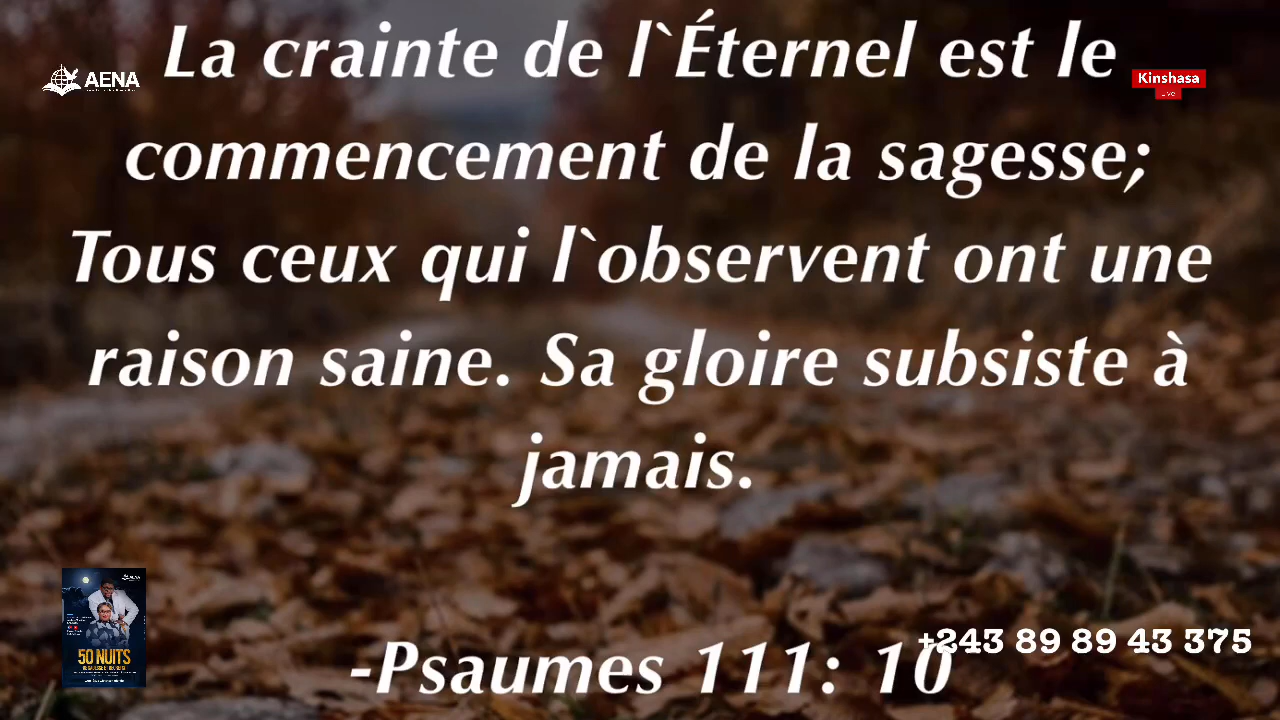 La crainte de l`Éternel est le
AENA
Kinshasa
Live
commencement de la sagesse;
Tous ceux qui l`observent ont une
raison saine. Sa gloire subsiste à
jamais.
50 NUITS
+243 89 89 43 375
-Psaumes 111: 10